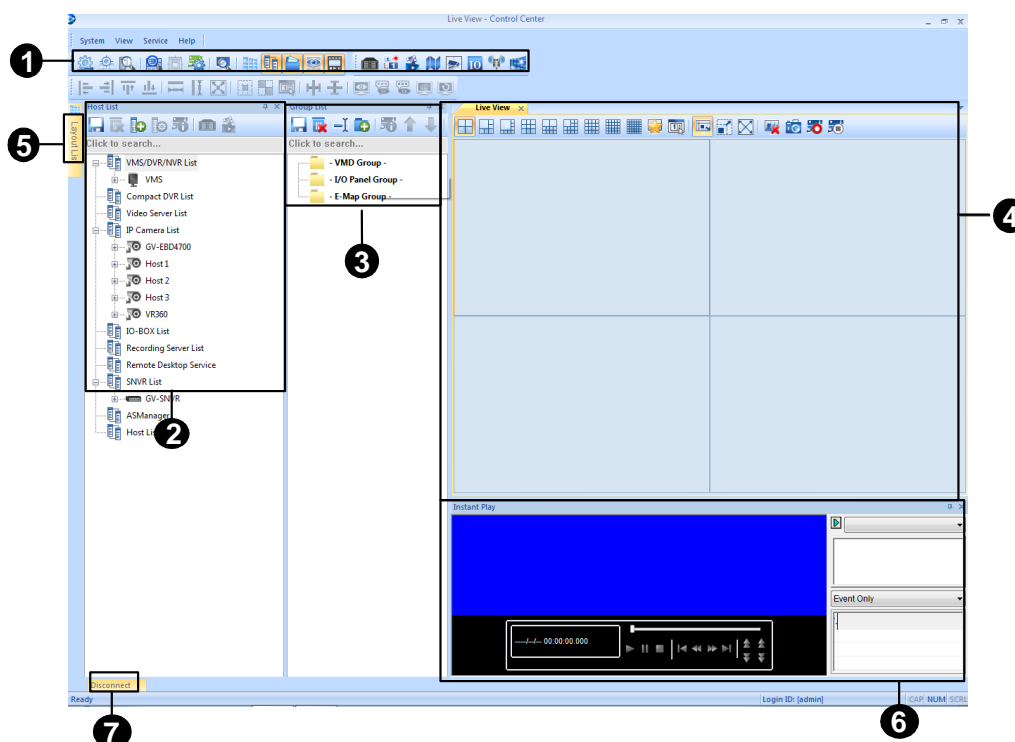 Live View - Control Center
System View Service Help
1
Host List
Group List
Live View
Layout Lis
5
Click to search...
Click to search...
VMS/DVR/NVR List
VMS
Compact DVR List
Video Server List
IP Camera List
GV-EBD4700
Host 1
Host 2
Host 3
VR360
IO-BOX List
Recording Server List
Remote Desktop Service
SNVR List
GV-SNVR
ASManager
Host Lis
2
- VMD Group -
- I/O Panel Group -
- E-Map Group -
3
4
Instant Play
Event Only
----/--/-- 00:00:00.000
Disconnect
Ready
Login ID: [admin]
CAP NUM SCRL
6
7